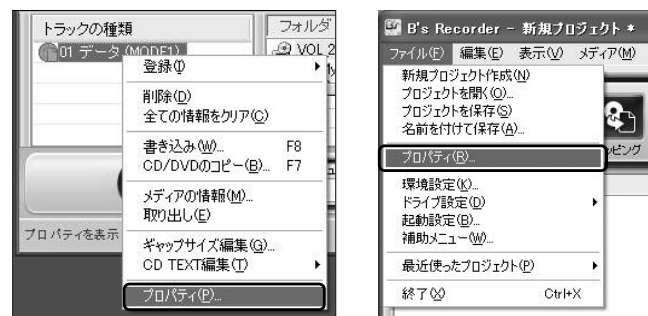 トラックの種類
フォルダ
01 データ (MODE1)
VOL 2
登録(I)
削除(D)
全ての情報をクリア(C)
書き込み(W)... F8
CD/DVDのコピー(B)... F7
メディアの情報(M)...
取り出し(E)
プロパティを表示
ギャップサイズ編集(G)...
CD TEXT編集(T)
プロパティ(P)...
B's Recorder - 新規プロジェクト *
ファイル(F) 編集(E) 表示(V) メディア(M)
新規プロジェクト作成(N)
プロジェクトを開く(O)...
プロジェクトを保存(S)
名前を付けて保存(A)...
ピング
プロパティ(R)...
環境設定(K)...
ドライブ設定(D)
起動設定(B)...
補助メニュー(W)...
最近使ったプロジェクト(P)
終了(X) Ctrl+X